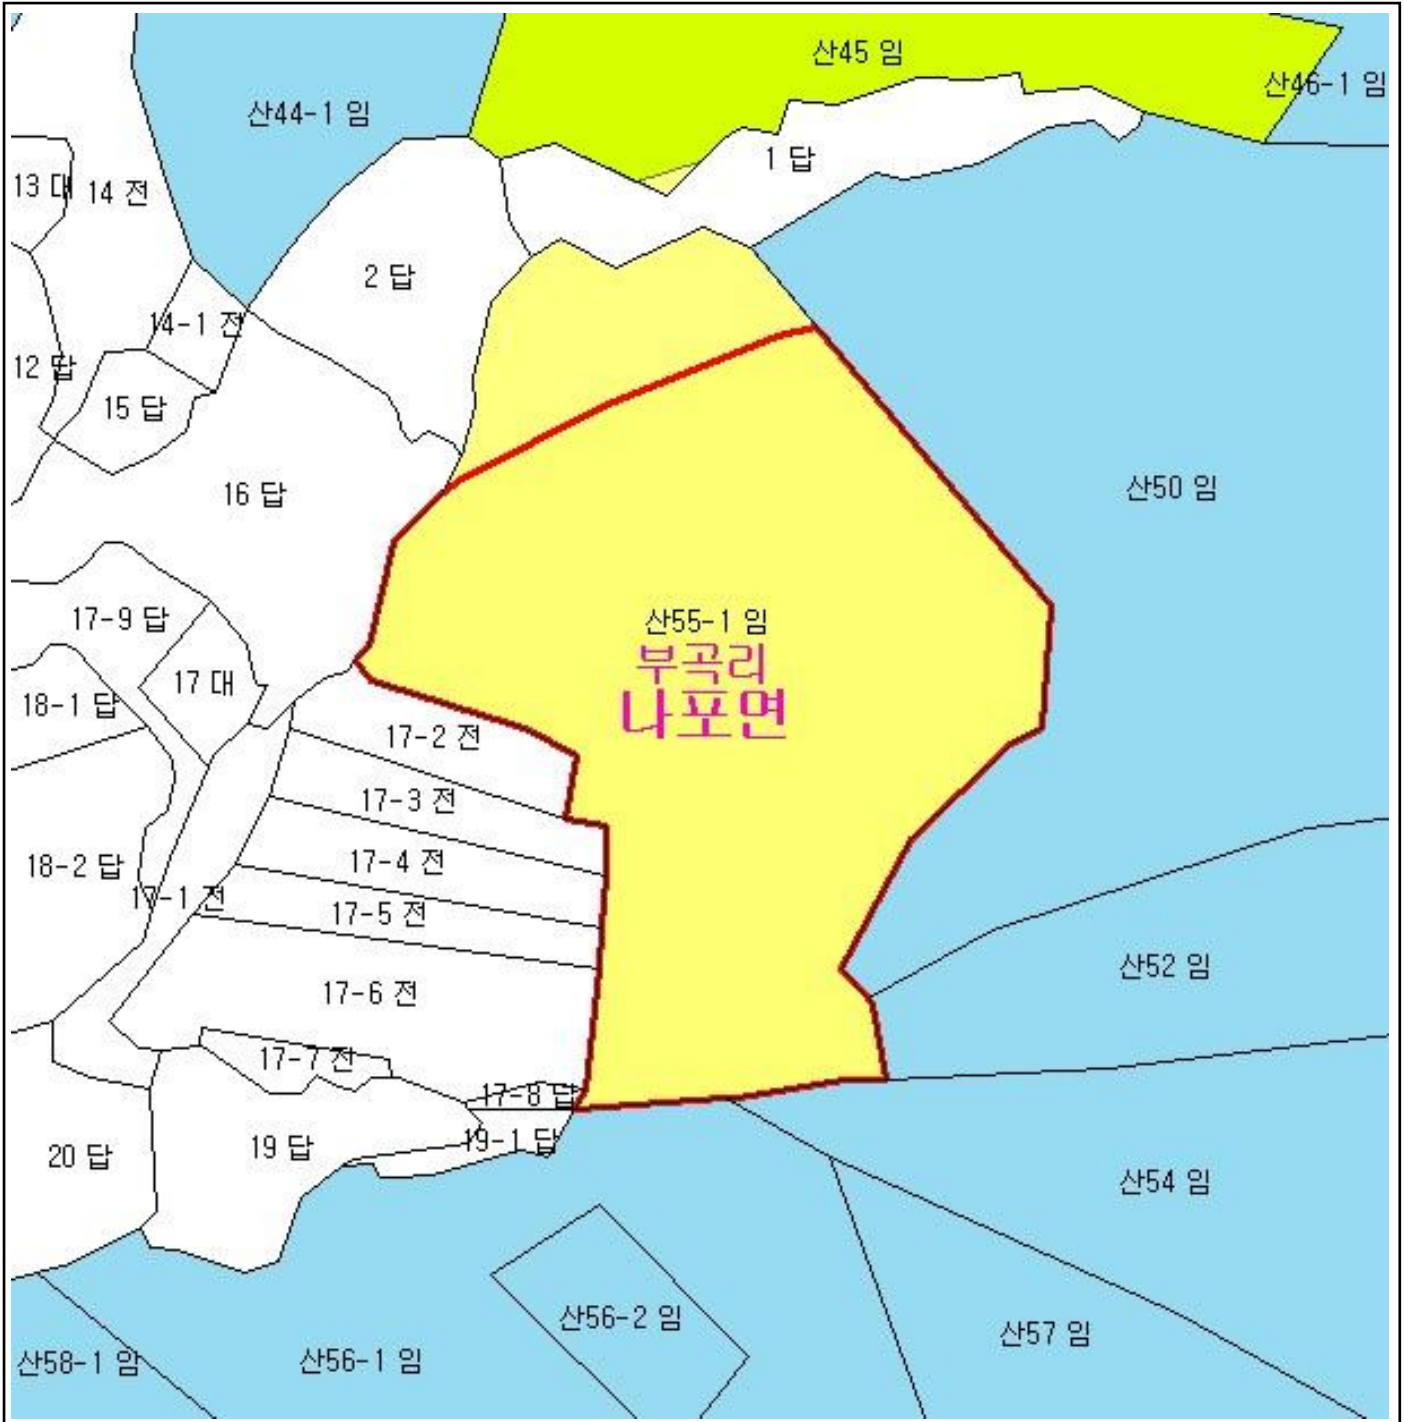 산45 임
산46-1 임
산44-1 임
1 답
13 대
14 전
2 답
14-1 전
12 답
15 답
16 답
산50 임
17-9 답
산55-1 임
부곡리
나포면
17 대
18-1 답
17-2 전
17-3 전
17-4 전
18-2 답
17-1 전
17-5 전
산52 임
17-6 전
17-7 전
17-8 답
19-1 답
19 답
20 답
산54 임
산56-2 임
산57 임
산58-1 임
산56-1 임